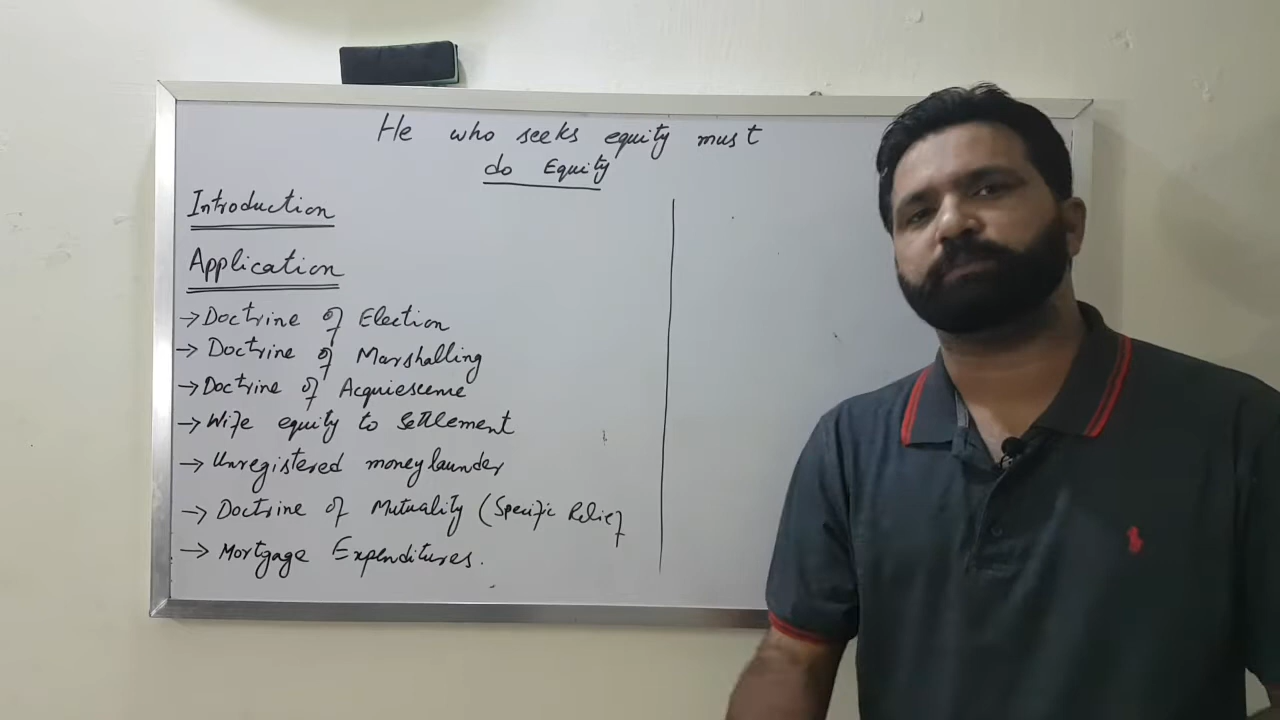 He who seeks equity must
do Equity
Introduction
Application
→ Doctrine of Election
→ Doctrine of Marshalling
→ Doctrine of Acquiescence
→ Wife equity to Settlement
→ Unregistered money launder
→ Doctrine of Mutuality (Specific Relief
→ Mortgage Expenditures.